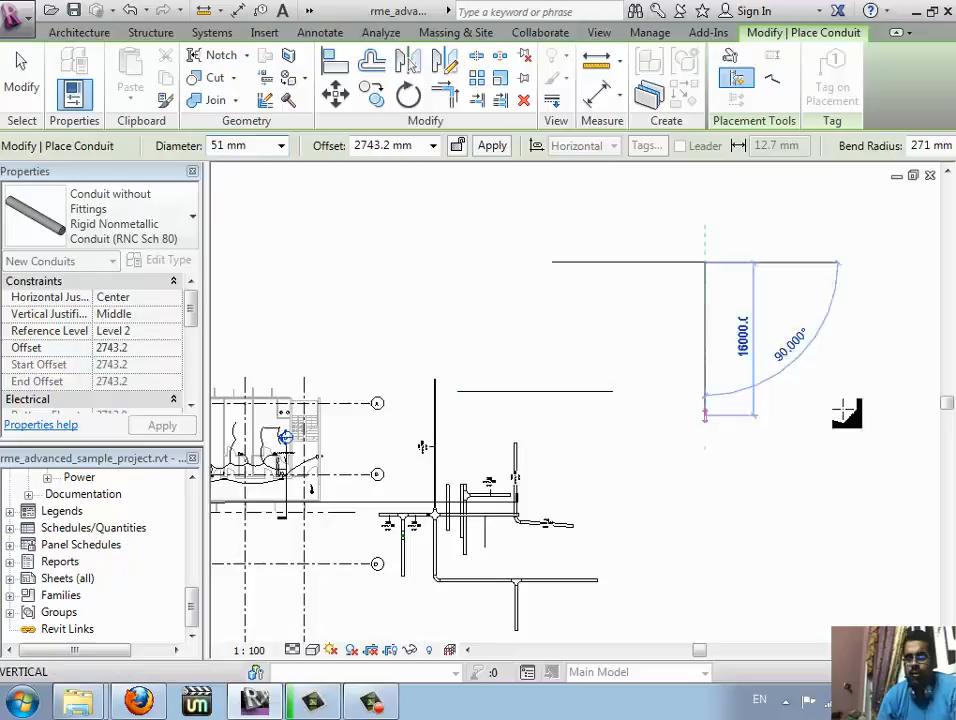 rme_adva...
Type a keyword or phrase
Sign In
Architecture Structure Systems Insert Annotate Analyze Massing & Site Collaborate View Manage Add-Ins Modify | Place Conduit
Modify
Properties
Paste
Notch
Cut
Join
Tag on
Placement
Select Properties Clipboard Geometry Modify View Measure Create Placement Tools Tag
Modify | Place Conduit Diameter: 51 mm Offset: 2743.2 mm Apply Horizontal Tags... Leader 12.7 mm Bend Radius: 271 mm
Properties
Conduit without
Fittings
Rigid Nonmetallic
Conduit (RNC Sch 80)
New Conduits Edit Type
Constraints
Horizontal Jus... Center
Vertical Justifi... Middle
Reference Level Level 2
Offset 2743.2
Start Offset 2743.2
End Offset 2743.2
Electrical
Properties help Apply
rme_advanced_sample_project.rvt - ...
Power
Documentation
Legends
Schedules/Quantities
Panel Schedules
Reports
Sheets (all)
Families
Groups
Revit Links
16000.0
90.000°
1 : 100
VERTICAL
:0
Main Model
EN